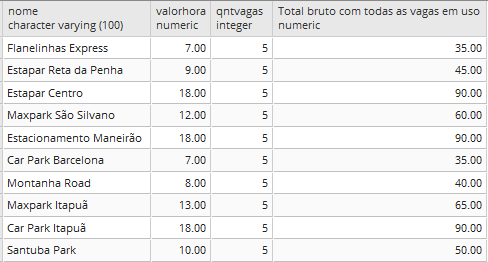 nome valorhora qntvagas Total bruto com todas as vagas em uso
character varying (100) numeric integer numeric
Flanelinhas Express 7.00 5 35.00
Estapar Reta da Penha 9.00 5 45.00
Estapar Centro 18.00 5 90.00
Maxpark São Silvano 12.00 5 60.00
Estacionamento Maneirão 18.00 5 90.00
Car Park Barcelona 7.00 5 35.00
Montanha Road 8.00 5 40.00
Maxpark Itapuã 13.00 5 65.00
Car Park Itapuã 18.00 5 90.00
Santuba Park 10.00 5 50.00